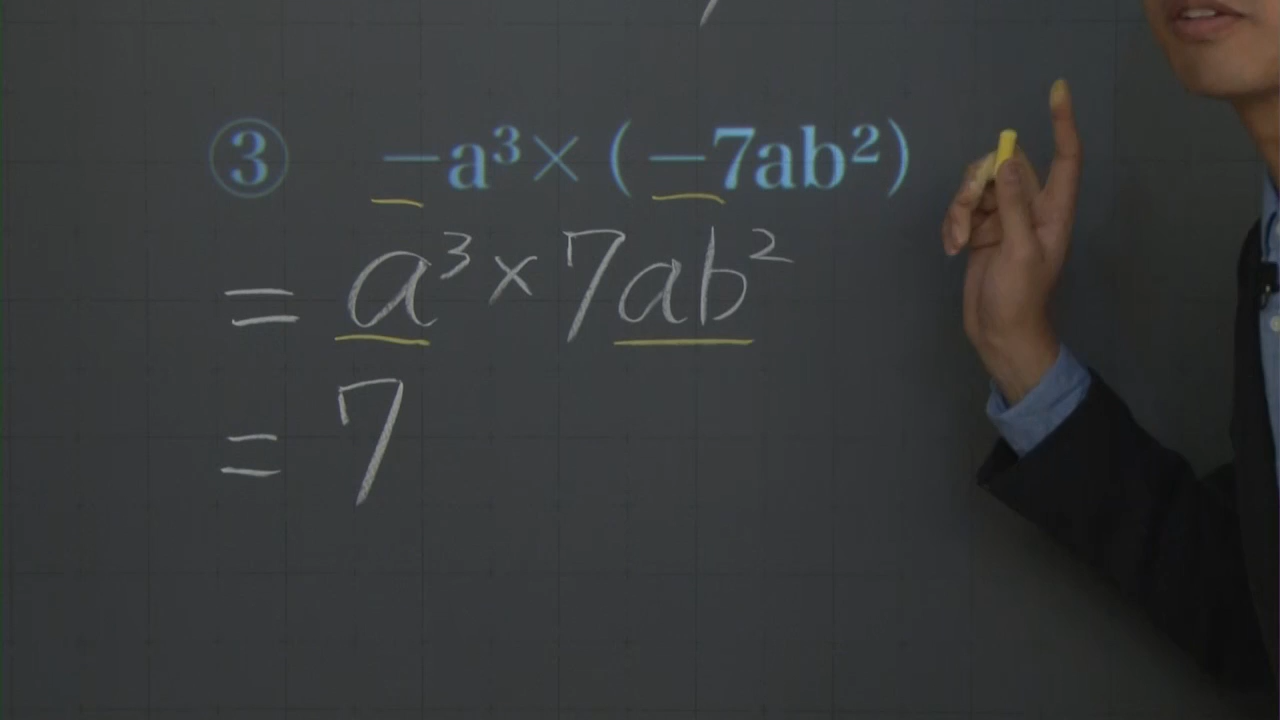 ③ −a³×(−7ab²)
= a³×7ab²
= 7